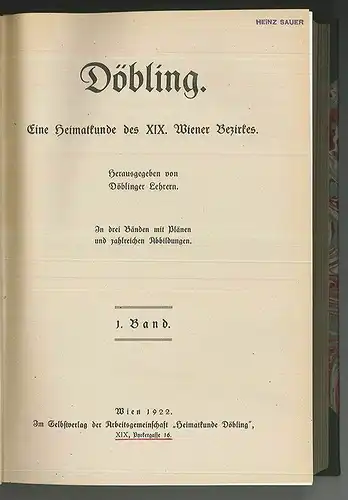 HEINZ SAUER
Döbling.
Eine Heimatkunde des XIX. Wiener Bezirkes.
Herausgegeben von
Döblinger Lehrern.
In drei Bänden mit Plänen
und zahlreichen Abbildungen.
1. Band.
Wien 1922.
Im Selbstverlag der Arbeitsgemeinschaft „Heimatkunde Döbling",
XIX, Pyrkergasse 16.